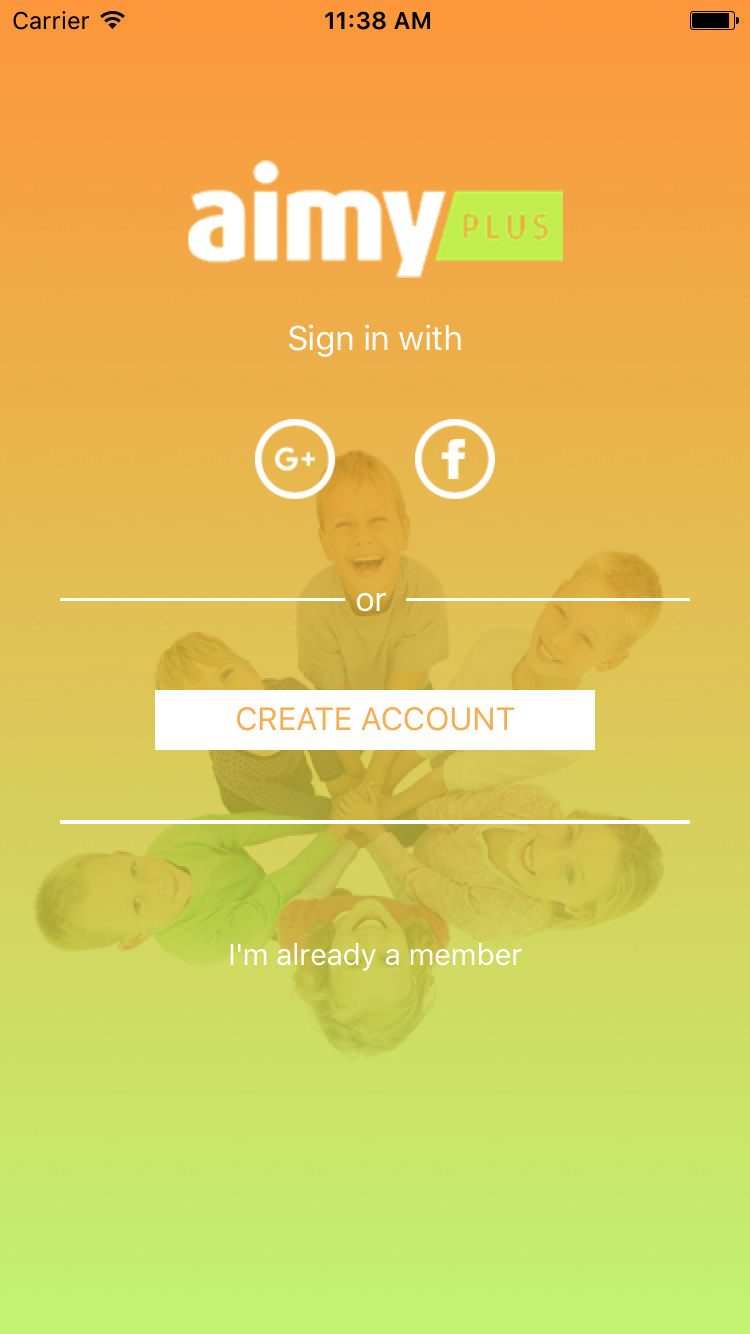 Carrier 11:38 AM
aimy PLUS
Sign in with
G+ f
or
CREATE ACCOUNT
I'm already a member